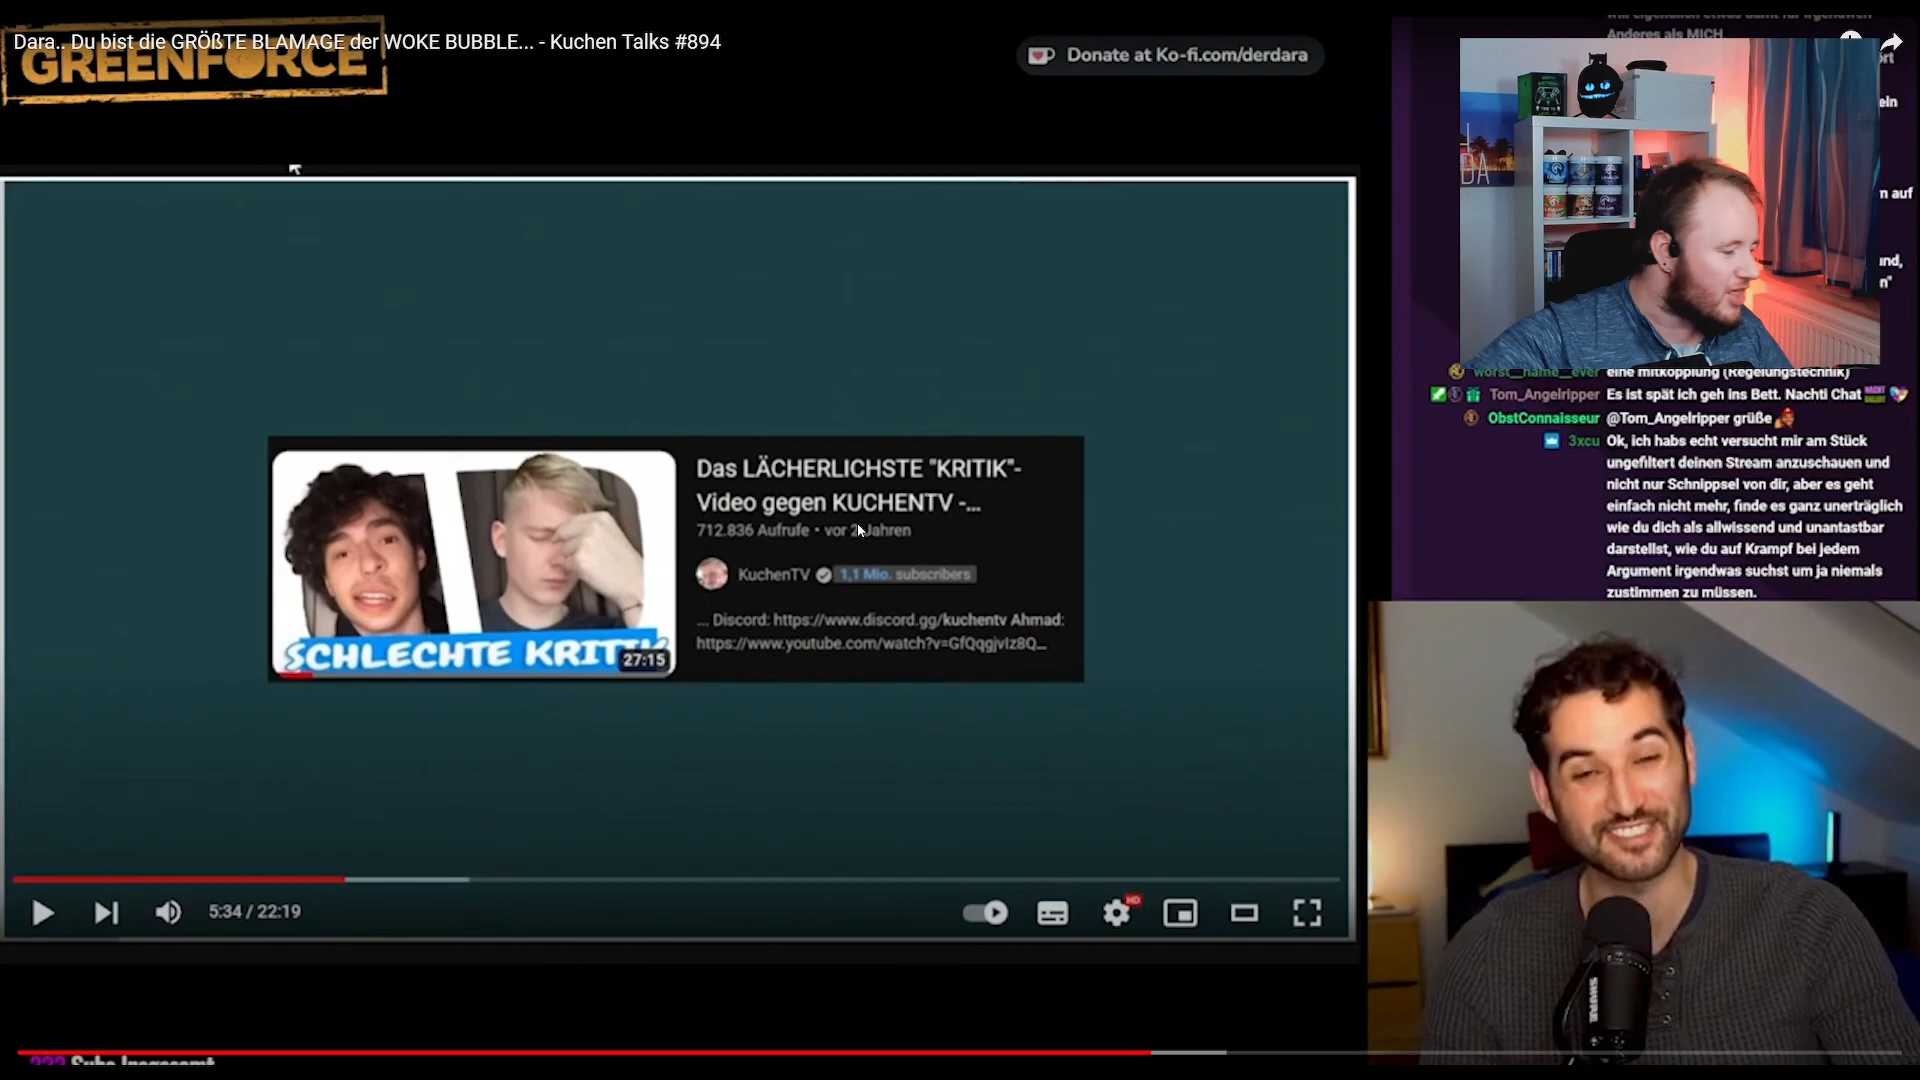 Dara.. Du bist die GRÖßTE BLAMAGE der WOKE BUBBLE... - Kuchen Talks #894
GREENFORCE
Donate at Ko-fi.com/derdara
Anderes als MICH.
Das LÄCHERLICHSTE "KRITIK"-
Video gegen KUCHENTV -...
712.836 Aufrufe • vor 2 Jahren
KuchenTV 1,1 Mio. subscribers
... Discord: https://www.discord.gg/kuchentv Ahmad:
https://www.youtube.com/watch?v=GfQqgjvIz8Q...
SCHLECHTE KRITIK
27:15
5:34 / 22:19
HD
worst__name__ever eine mitkopplung (Regelungstechnik)
Tom_Angelripper Es ist spät ich geh ins Bett. Nachti Chat
ObstConnaisseur @Tom_Angelripper grüße
3xcu Ok, ich habs echt versucht mir am Stück
ungefiltert deinen Stream anzuschauen und
nicht nur Schnippsel von dir, aber es geht
einfach nicht mehr, finde es ganz unerträglich
wie du dich als allwissend und unantastbar
darstellst, wie du auf Krampf bei jedem
Argument irgendwas suchst um ja niemals
zustimmen zu müssen.
SHURE